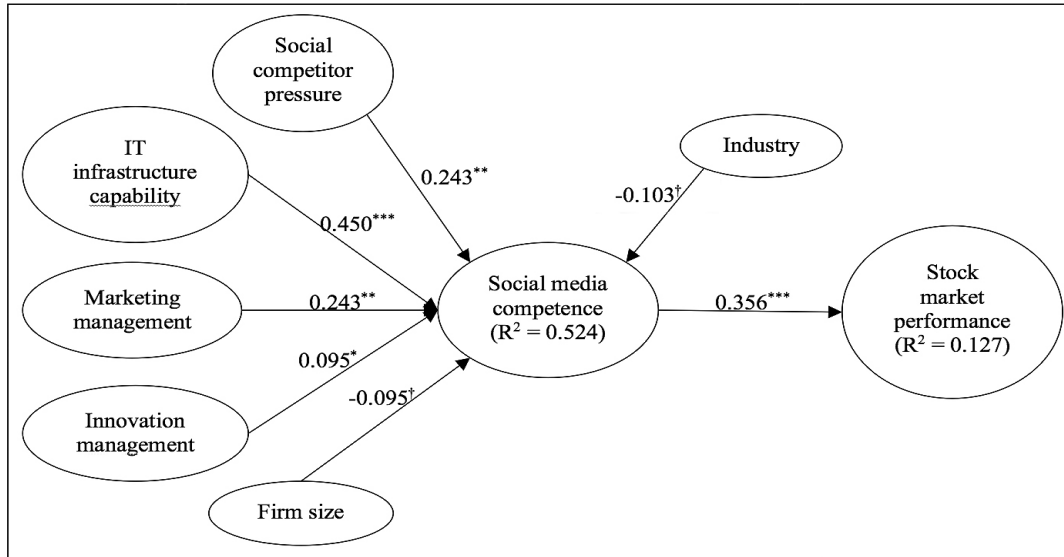 Social
competitor
pressure
IT
infrastructure
capability
Industry
0.243**
-0.103†
0.450***
Social media
competence
(R² = 0.524)
Stock
market
performance
(R² = 0.127)
Marketing
management
0.243**
0.356***
0.095*
-0.095†
Innovation
management
Firm size